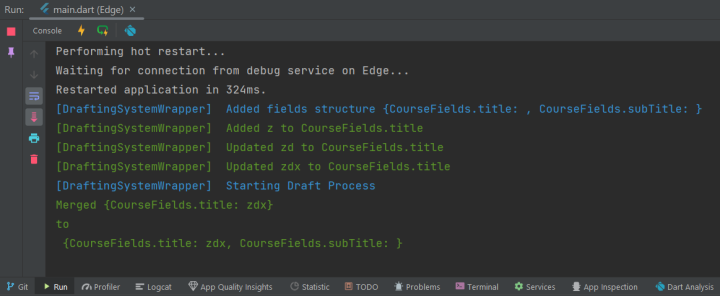 Run: main.dart (Edge) ×
Console
Performing hot restart...
Waiting for connection from debug service on Edge...
Restarted application in 324ms.
[DraftingSystemWrapper]  Added fields structure {CourseFields.title: , CourseFields.subTitle: }
[DraftingSystemWrapper]  Added z to CourseFields.title
[DraftingSystemWrapper]  Updated zd to CourseFields.title
[DraftingSystemWrapper]  Updated zdx to CourseFields.title
[DraftingSystemWrapper]  Starting Draft Process
Merged {CourseFields.title: zdx}
to
 {CourseFields.title: zdx, CourseFields.subTitle: }
Git Run Profiler Logcat App Quality Insights Statistic TODO Problems Terminal Services App Inspection Dart Analysis